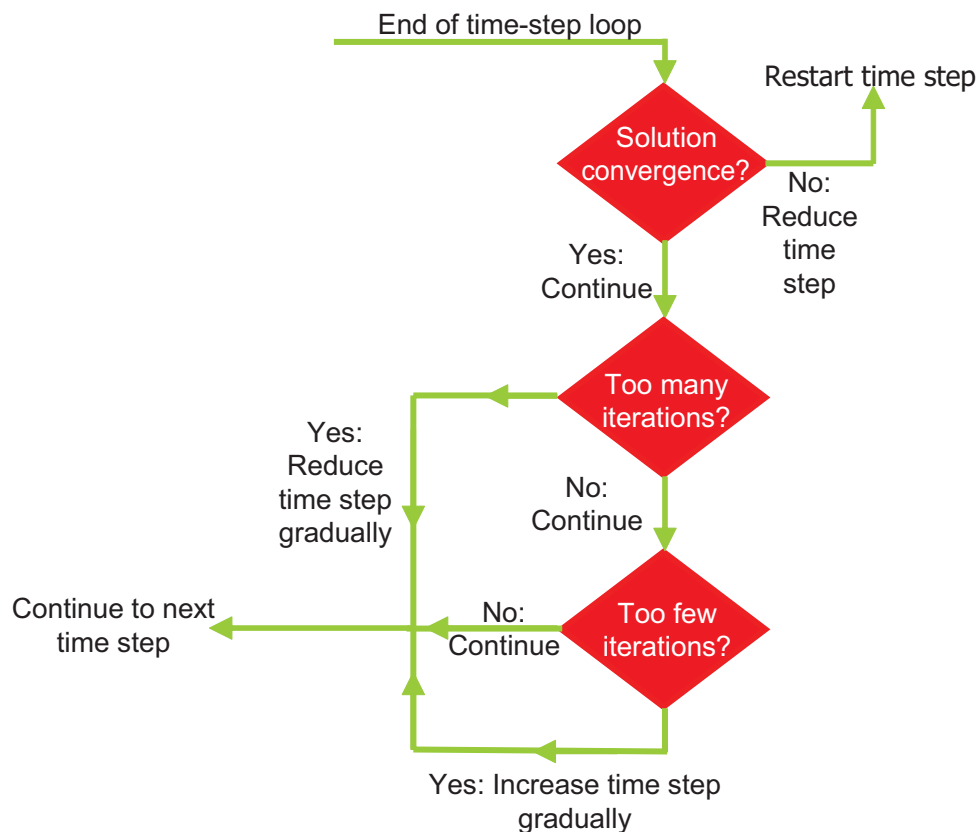 End of time-step loop
Restart time step
Solution
convergence?
No:
Reduce
time
step
Yes:
Continue
Too many
iterations?
Yes:
Reduce
time step
gradually
No:
Continue
Too few
iterations?
No:
Continue
Continue to next
time step
Yes: Increase time step
gradually